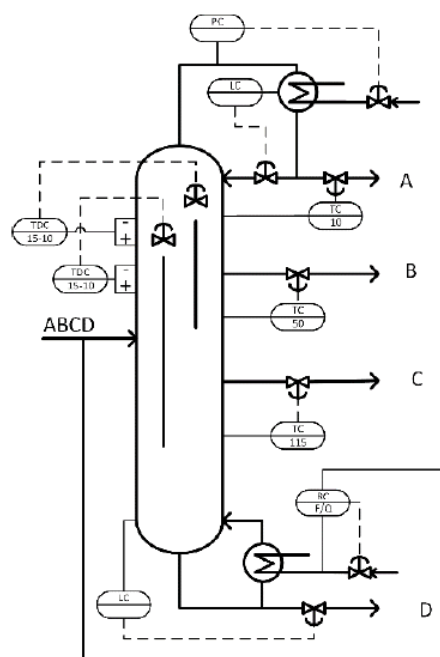 PC
LC
A
TDC
15-10
- +
TC
10
TDC
15-10
- +
B
TC
50
ABCD
C
TC
115
RC
F/Q
LC
D